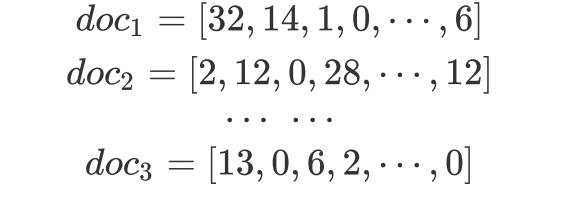 doc₁ = [32, 14, 1, 0, ⋯ , 6]
doc₂ = [2, 12, 0, 28, ⋯ , 12]
⋯ ⋯
doc₃ = [13, 0, 6, 2, ⋯ , 0]